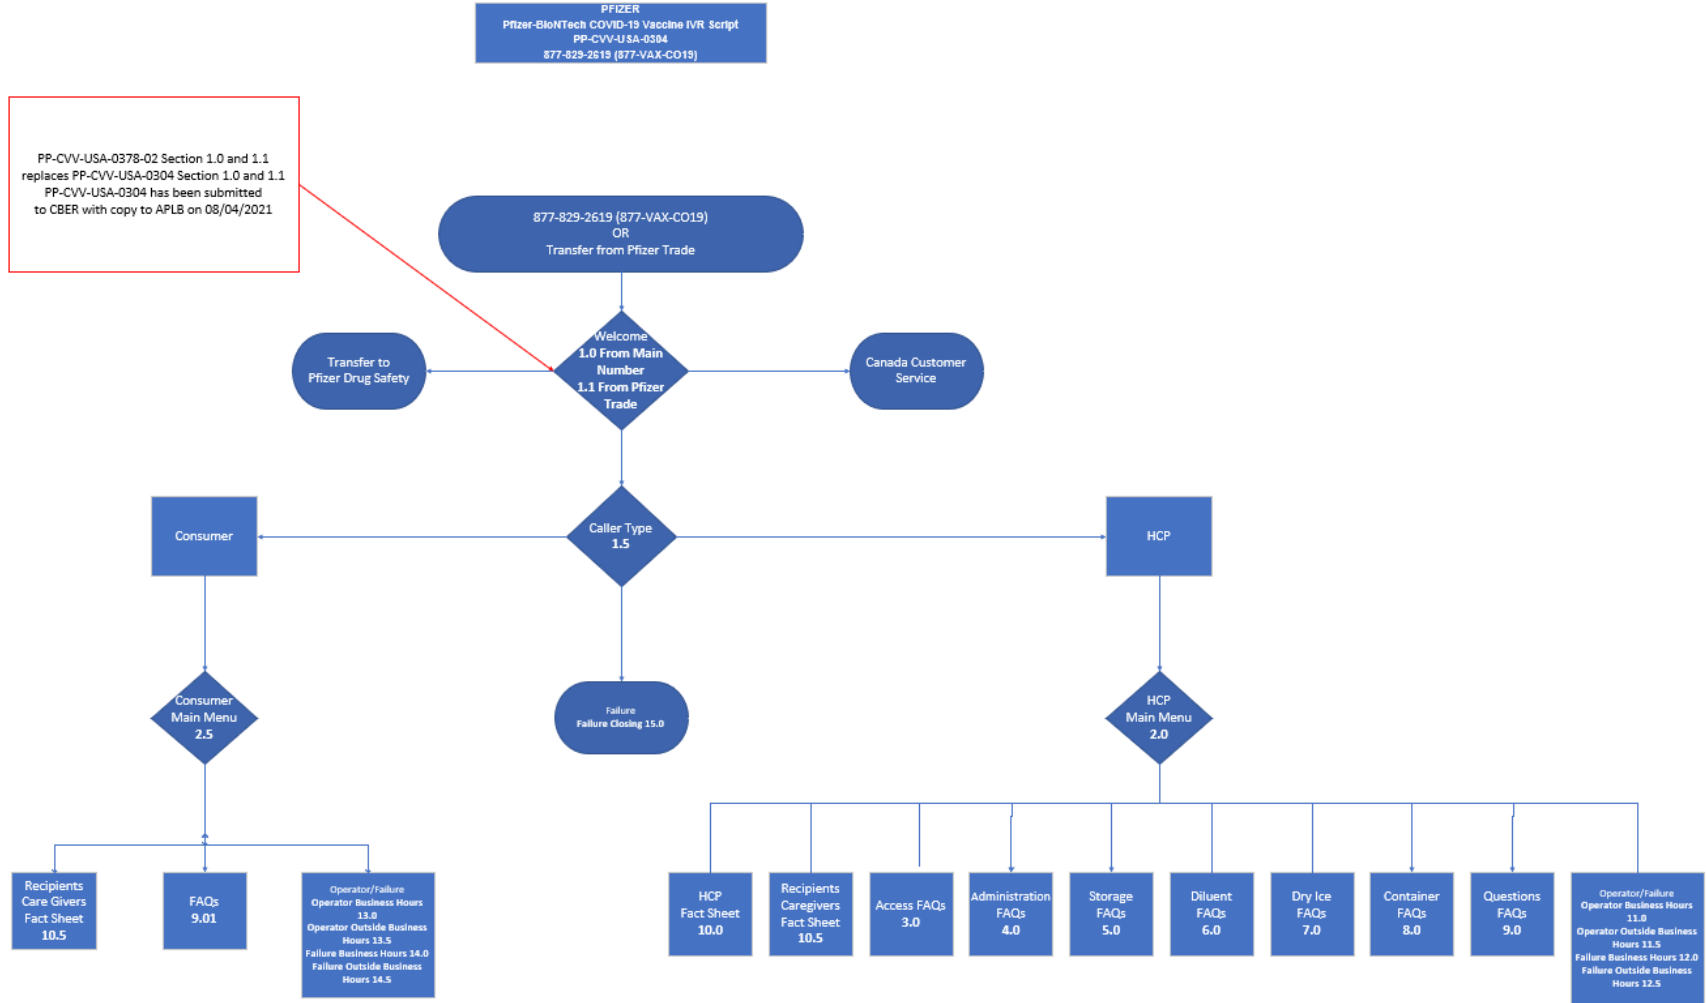 PFIZER
Pfizer-BioNTech COVID-19 Vaccine IVR Script
PP-CVV-USA-0304
877-829-2619 (877-VAX-CO19)
PP-CVV-USA-0378-02 Section 1.0 and 1.1
replaces PP-CVV-USA-0304 Section 1.0 and 1.1
PP-CVV-USA-0304 has been submitted
to CBER with copy to APLB on 08/04/2021
877-829-2619 (877-VAX-CO19)
OR
Transfer from Pfizer Trade
Transfer to
Pfizer Drug Safety
Welcome
1.0 From Main
Number
1.1 From Pfizer
Trade
Canada Customer
Service
Consumer
Caller Type
1.5
HCP
Consumer
Main Menu
2.5
Failure
Failure Closing 15.0
HCP
Main Menu
2.0
Recipients
Care Givers
Fact Sheet
10.5
FAQs
9.01
Operator/Failure
Operator Business Hours
13.0
Operator Outside Business
Hours 13.5
Failure Business Hours 14.0
Failure Outside Business
Hours 14.5
HCP
Fact Sheet
10.0
Recipients
Caregivers
Fact Sheet
10.5
Access FAQs
3.0
Administration
FAQs
4.0
Storage
FAQs
5.0
Diluent
FAQs
6.0
Dry Ice
FAQs
7.0
Container
FAQs
8.0
Questions
FAQs
9.0
Operator/Failure
Operator Business Hours
11.0
Operator Outside Business
Hours 11.5
Failure Business Hours 12.0
Failure Outside Business
Hours 12.5